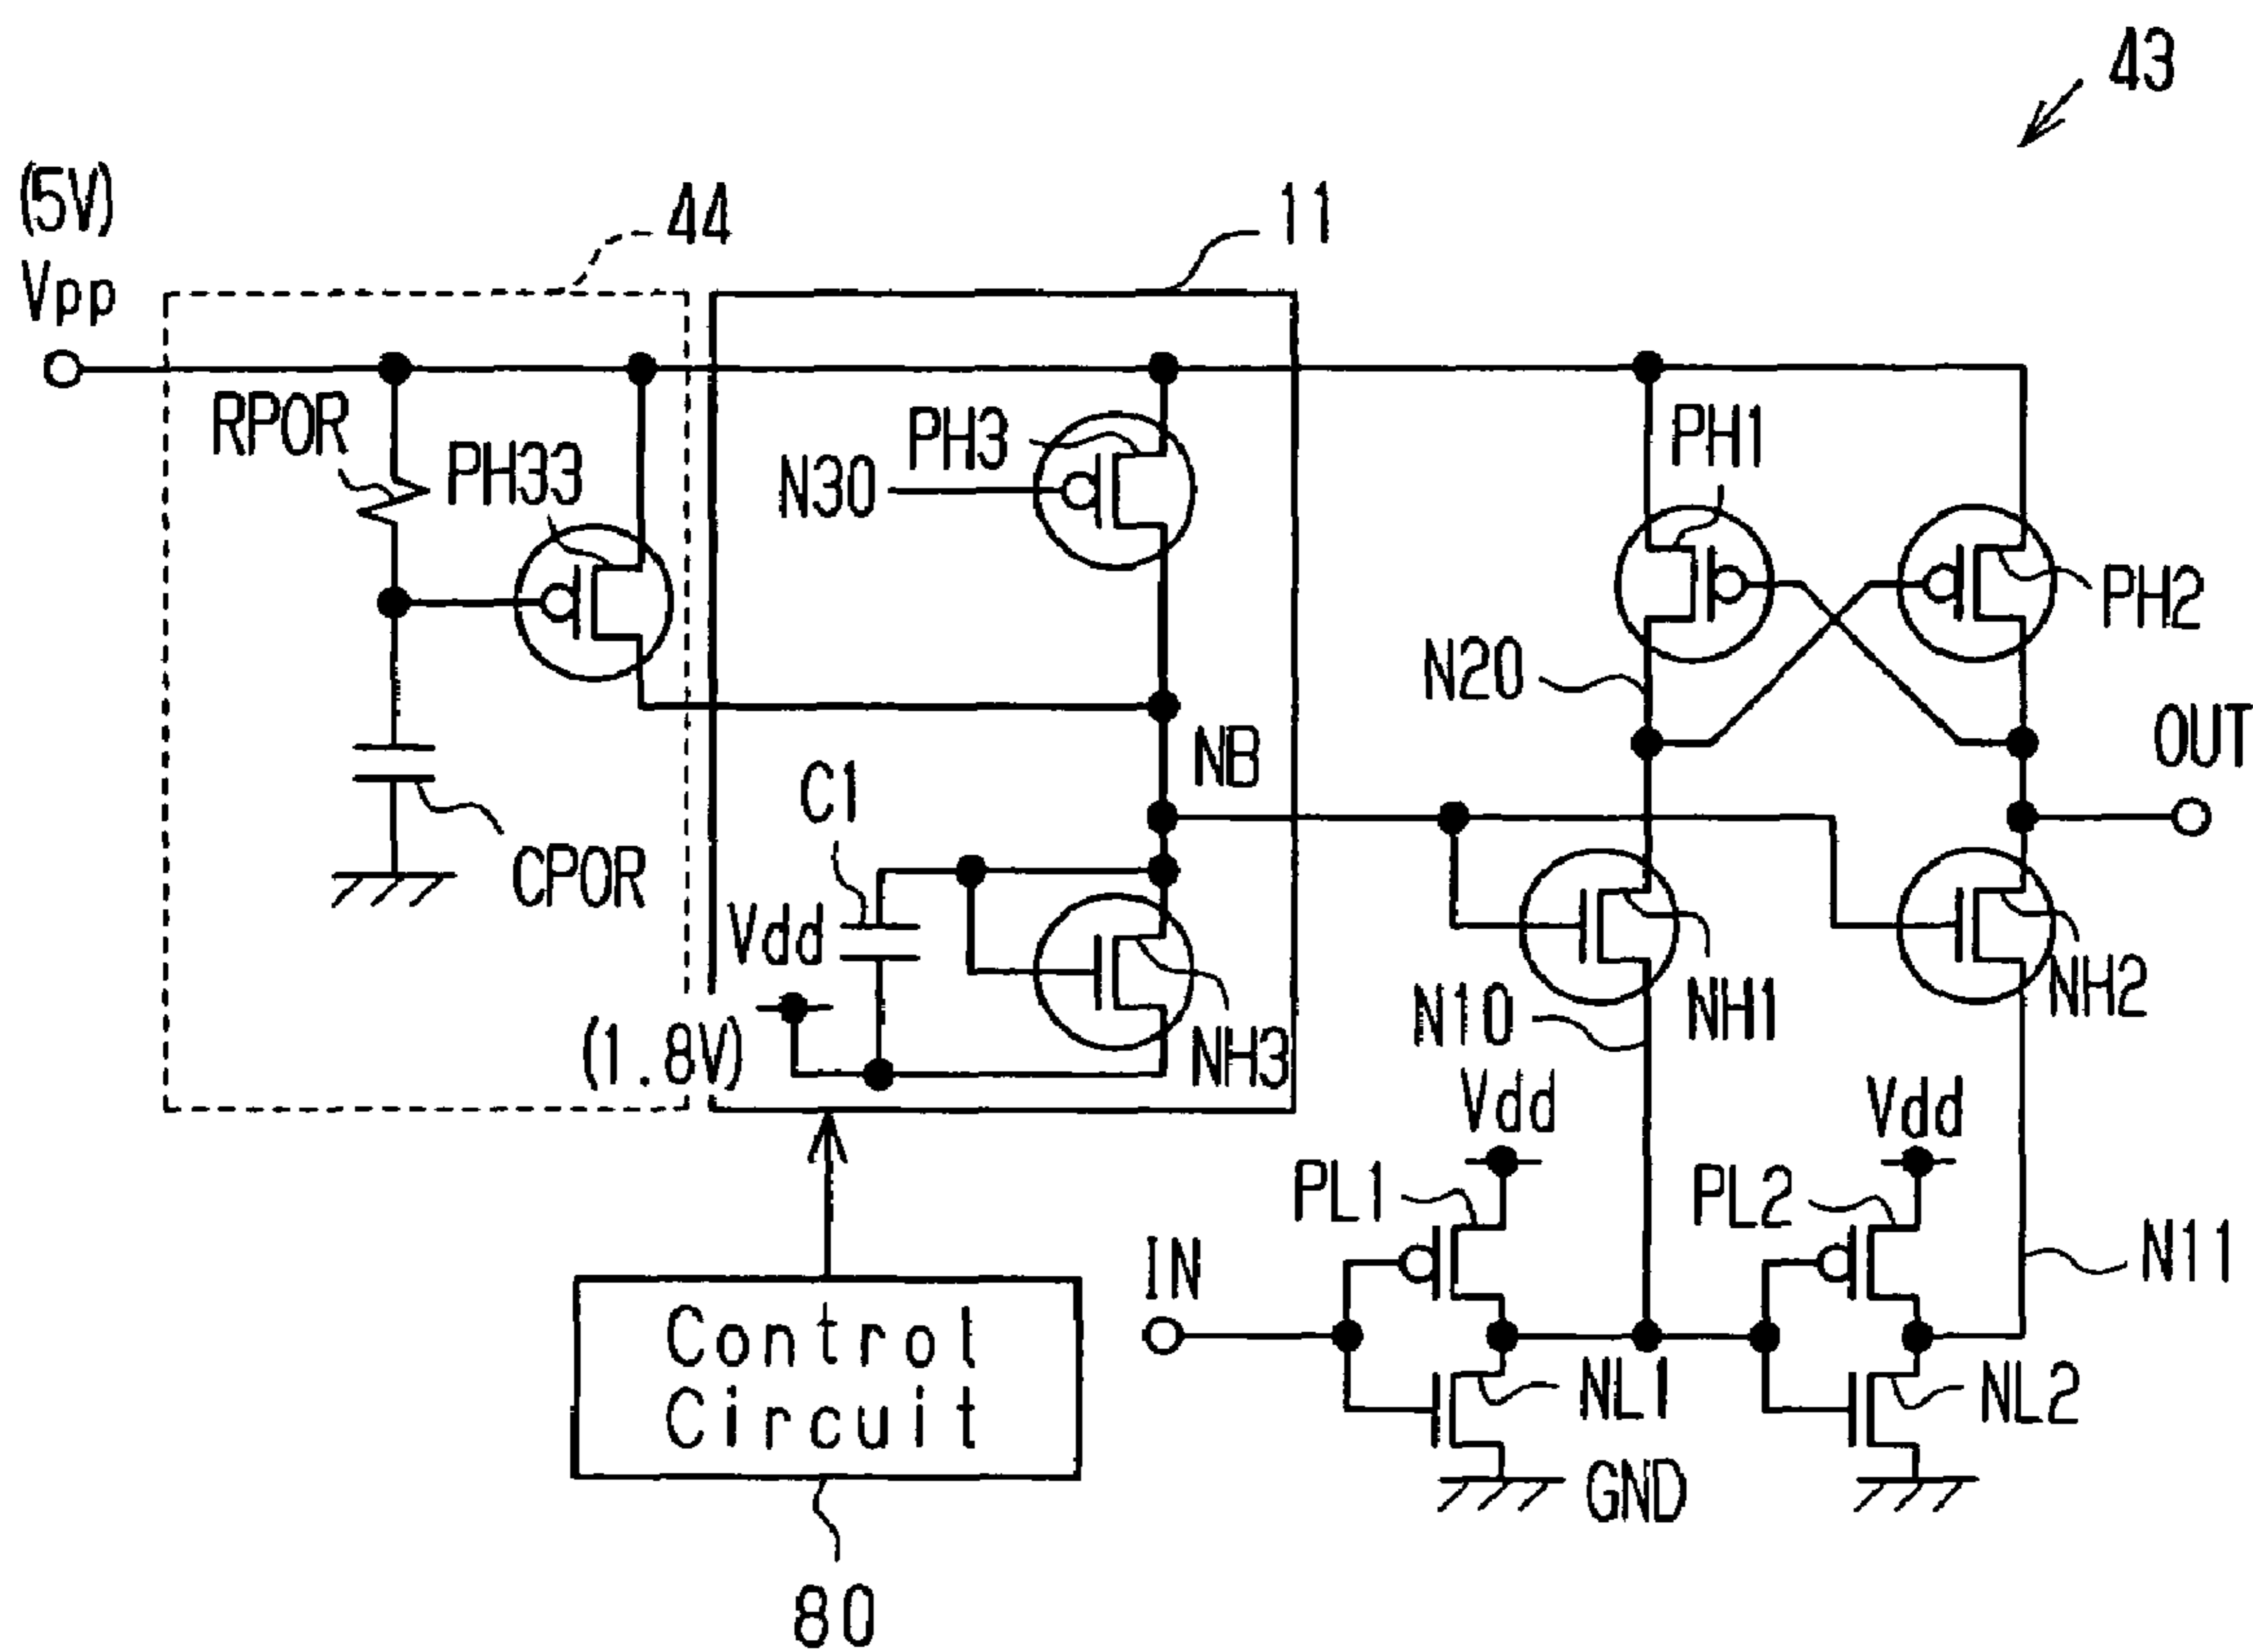 43
(5V)
Vpp
44
11
RPOR
PH33
N30
PH3
PH1
PH2
N20
OUT
NB
C1
CPOR
Vdd
(1.8V)
NH3
N10
NH1
NH2
Vdd
Vdd
PL1
PL2
IN
N11
NL1
NL2
GND
Control
Circuit
80